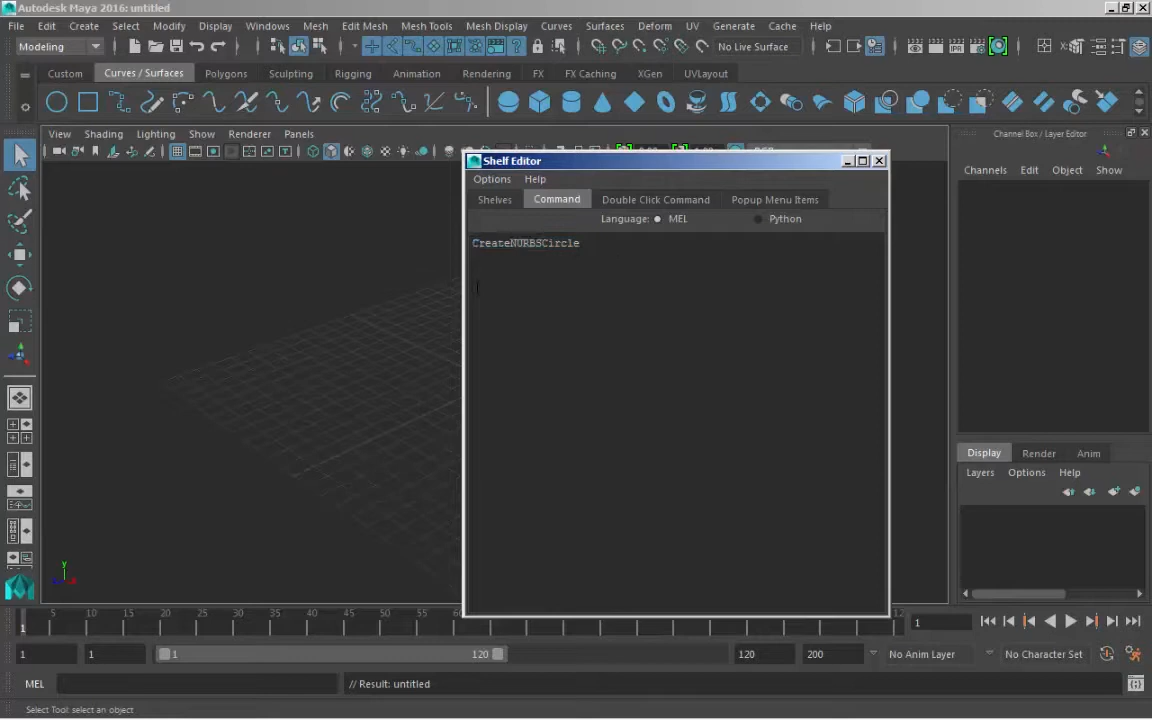 Autodesk Maya 2016: untitled
File Edit Create Select Modify Display Windows Mesh Edit Mesh Mesh Tools Mesh Display Curves Surfaces Deform UV Generate Cache Help
Modeling No Live Surface
Custom Curves / Surfaces Polygons Sculpting Rigging Animation Rendering FX FX Caching XGen UVLayout
View Shading Lighting Show Renderer Panels
Channel Box / Layer Editor
Shelf Editor
Options Help
Channels Edit Object Show
Shelves Command Double Click Command Popup Menu Items
Language: MEL Python
CreateNURBSCircle
Display Render Anim
Layers Options Help
y
5 10 15 20 25 30 35 40 45 50 55 12
1 1
1 1 1 120 120 200 No Anim Layer No Character Set
MEL // Result: untitled
Select Tool: select an object